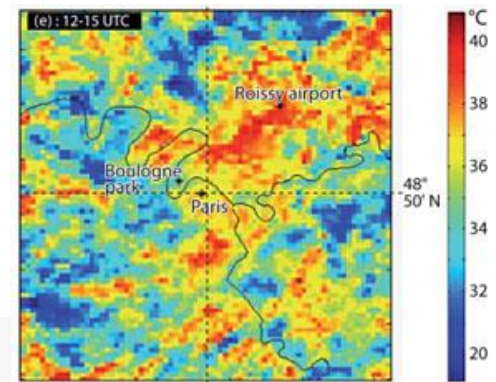 (e) : 12-15 UTC
°C
40
38
36
34
32
20
Roissy airport
Boulogne
park
Paris
48°
50' N